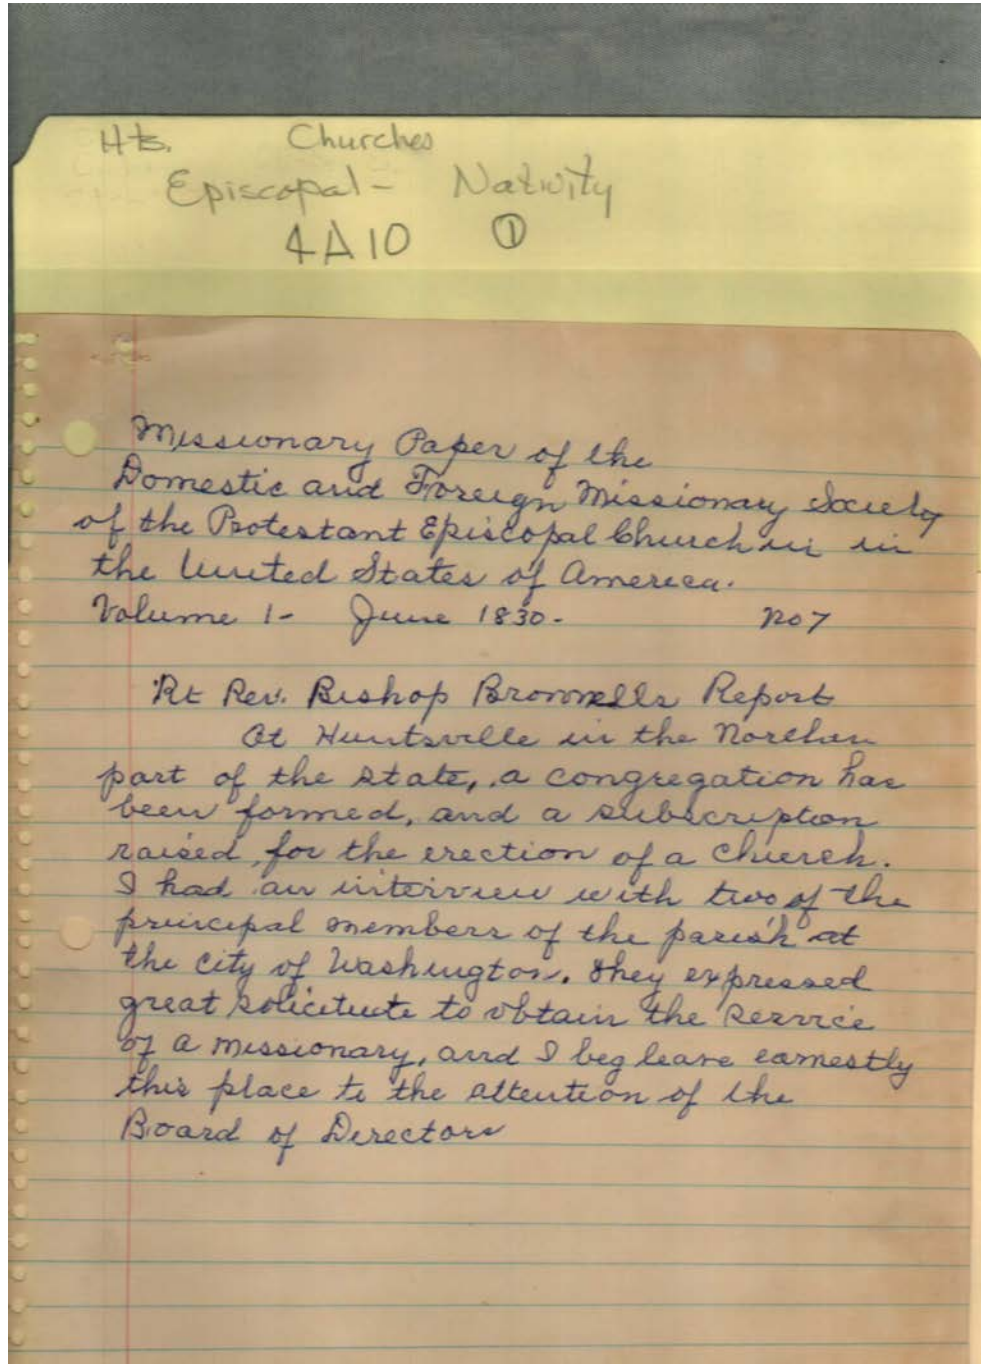 Hts. Churches
Episcopal - Nativity
4A10 ①
Missionary Paper of the
Domestic and Foreign Missionary Society
of the Protestant Episcopal Church in in
the United States of America.
Volume 1 - June 1830 - No 7
Rt Rev. Bishop Brownells Report
At Huntsville in the Northern
part of the state, a congregation has
been formed, and a subscription
raised, for the erection of a church.
I had an interview with two of the
principal members of the parish at
the city of Washington. They expressed
great solicitute to obtain the service
of a missionary, and I beg leave earnestly
this place to the attention of the
Board of Directors